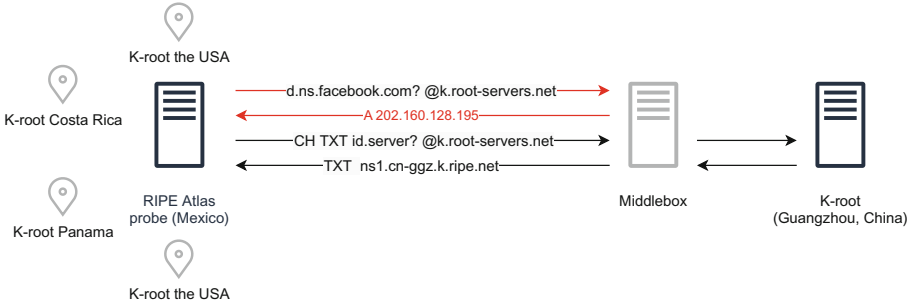 K-root the USA
K-root Costa Rica
d.ns.facebook.com? @k.root-servers.net
A 202.160.128.195
CH TXT id.server? @k.root-servers.net
TXT ns1.cn-ggz.k.ripe.net
K-root Panama
RIPE Atlas
probe (Mexico)
Middlebox
K-root
(Guangzhou, China)
K-root the USA